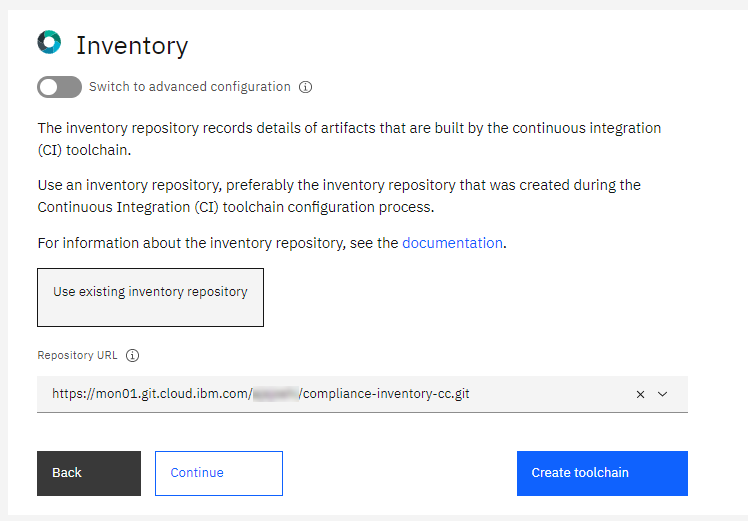 Inventory
Switch to advanced configuration
The inventory repository records details of artifacts that are built by the continuous integration
(CI) toolchain.
Use an inventory repository, preferably the inventory repository that was created during the
Continuous Integration (CI) toolchain configuration process.
For information about the inventory repository, see the documentation.
Use existing inventory repository
Repository URL
https://mon01.git.cloud.ibm.com/ /compliance-inventory-cc.git
Back
Continue
Create toolchain